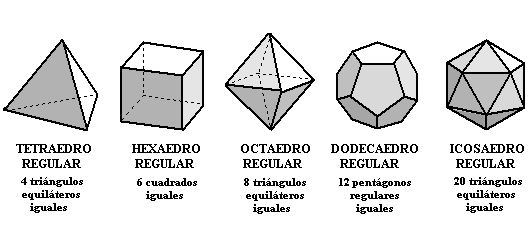 TETRAEDRO
REGULAR
4 triángulos
equiláteros
iguales
HEXAEDRO
REGULAR
6 cuadrados
iguales
OCTAEDRO
REGULAR
8 triángulos
equiláteros
iguales
DODECAEDRO
REGULAR
12 pentágonos
regulares
iguales
ICOSAEDRO
REGULAR
20 triángulos
equiláteros
iguales